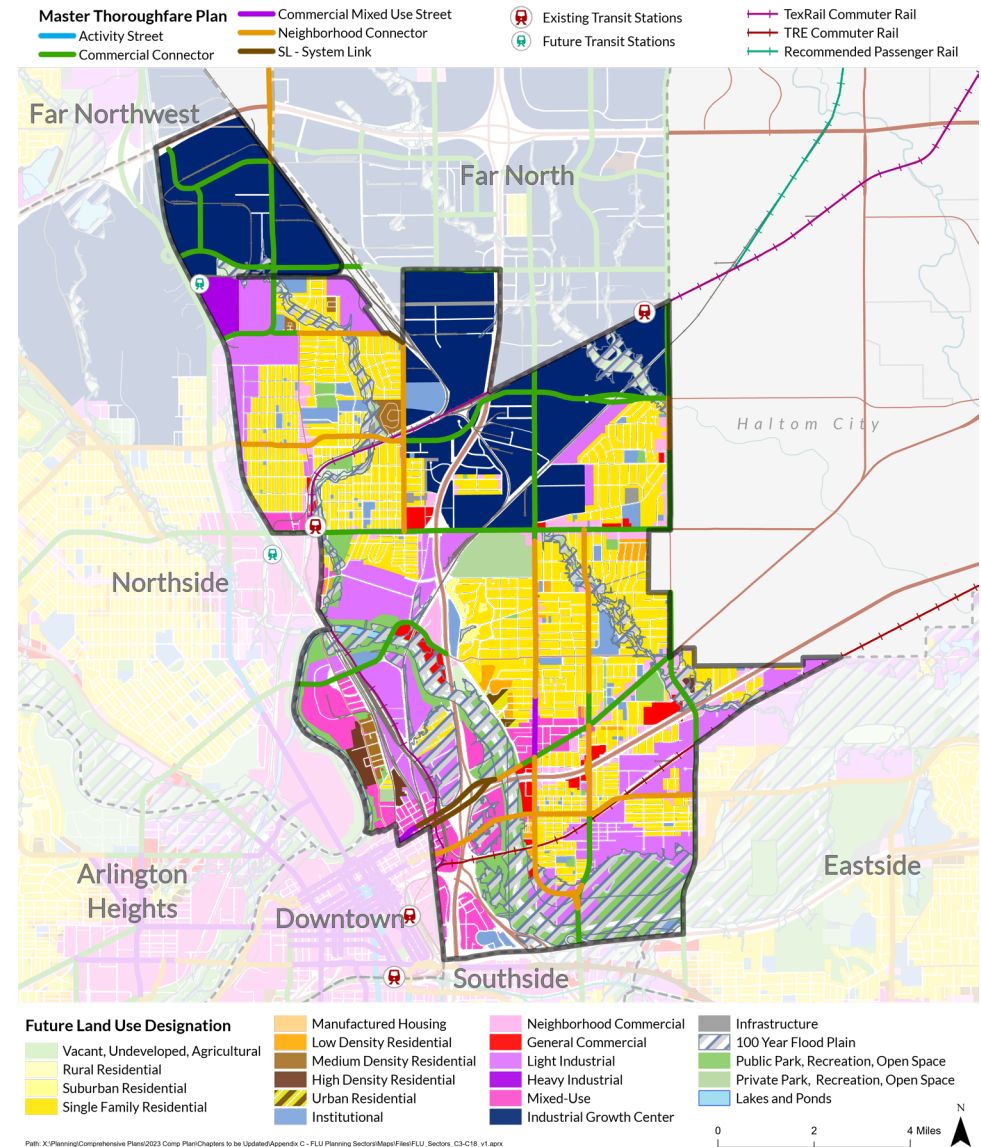 Master Thoroughfare Plan
Activity Street
Commercial Connector
Commercial Mixed Use Street
Neighborhood Connector
SL - System Link
Existing Transit Stations
Future Transit Stations
TexRail Commuter Rail
TRE Commuter Rail
Recommended Passenger Rail
Far Northwest
Far North
Haltom City
Northside
Arlington
Heights
Eastside
Downtown
Southside
Future Land Use Designation
Vacant, Undeveloped, Agricultural
Rural Residential
Suburban Residential
Single Family Residential
Manufactured Housing
Low Density Residential
Medium Density Residential
High Density Residential
Urban Residential
Institutional
Neighborhood Commercial
General Commercial
Light Industrial
Heavy Industrial
Mixed-Use
Industrial Growth Center
Infrastructure
100 Year Flood Plain
Public Park, Recreation, Open Space
Private Park, Recreation, Open Space
Lakes and Ponds
N
0 2 4 Miles
Path: X:\Planning\Comprehensive Plans\2023 Comp Plan\Chapters to be Updated\Appendix C - FLU Planning Sectors\Maps\Files\FLU_Sectors_C3-C18_v1.aprx